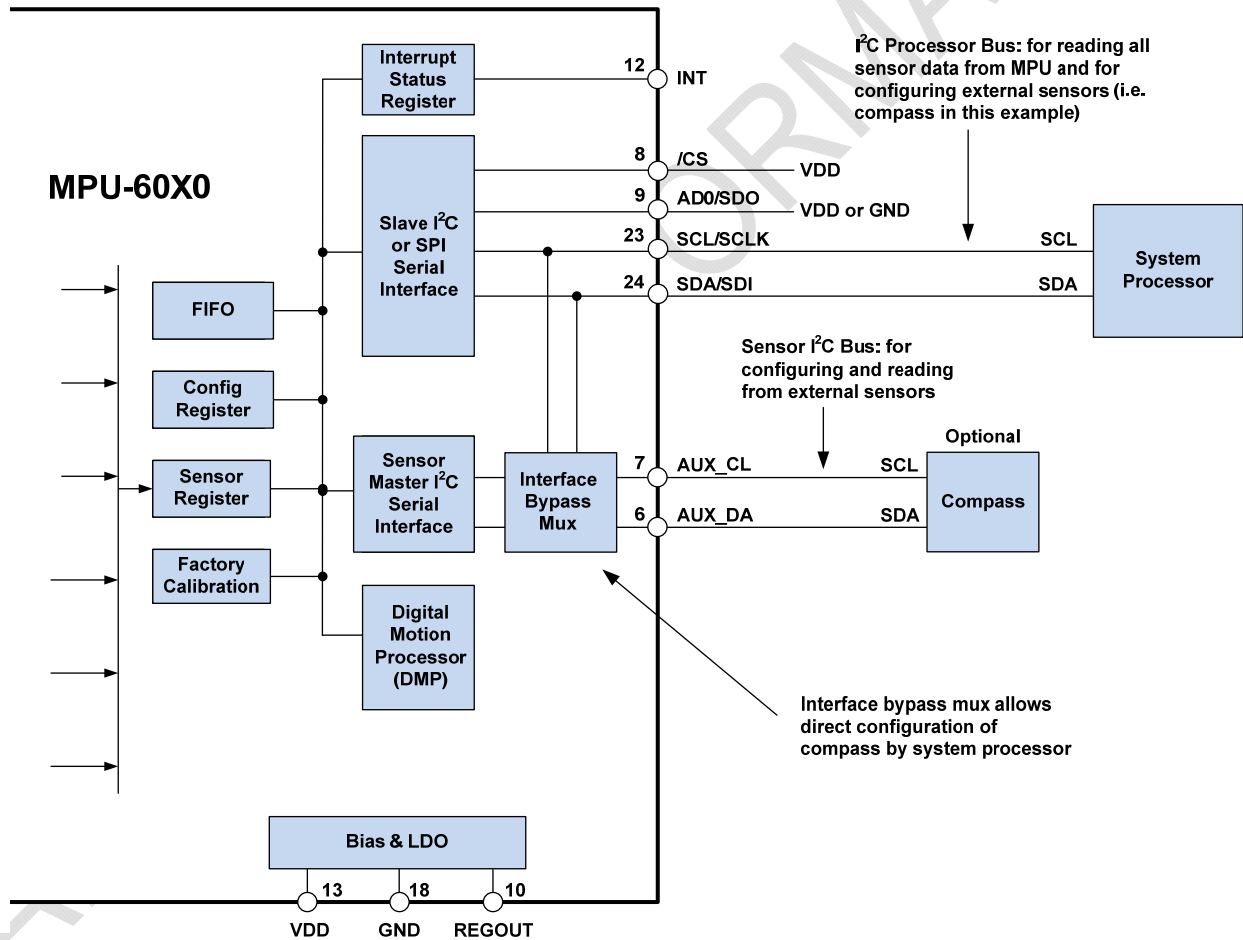 MPU-60X0
Interrupt
Status
Register
12
INT
Slave I²C
or SPI
Serial
Interface
8
/CS
VDD
9
AD0/SDO
VDD or GND
23
SCL/SCLK
SCL
24
SDA/SDI
SDA
System
Processor
I²C Processor Bus: for reading all
sensor data from MPU and for
configuring external sensors (i.e.
compass in this example)
FIFO
Config
Register
Sensor
Register
Factory
Calibration
Sensor
Master I²C
Serial
Interface
Interface
Bypass
Mux
7
AUX_CL
SCL
6
AUX_DA
SDA
Optional
Compass
Sensor I²C Bus: for
configuring and reading
from external sensors
Digital
Motion
Processor
(DMP)
Interface bypass mux allows
direct configuration of
compass by system processor
Bias & LDO
13
18
10
VDD
GND
REGOUT
ORMA